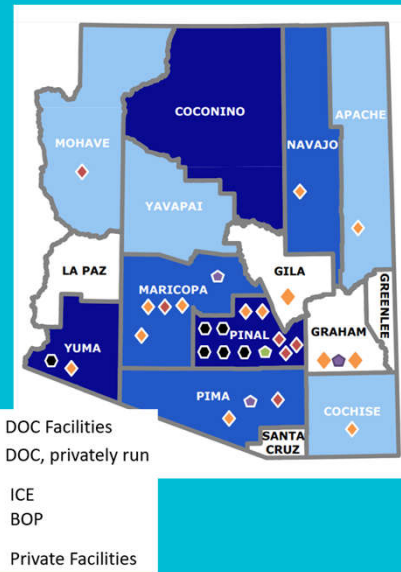 COCONINO
APACHE
NAVAJO
MOHAVE
YAVAPAI
LA PAZ
GILA
GREENLEE
MARICOPA
PINAL
GRAHAM
YUMA
PIMA
COCHISE
SANTA
CRUZ
DOC Facilities
DOC, privately run
ICE
BOP
Private Facilities